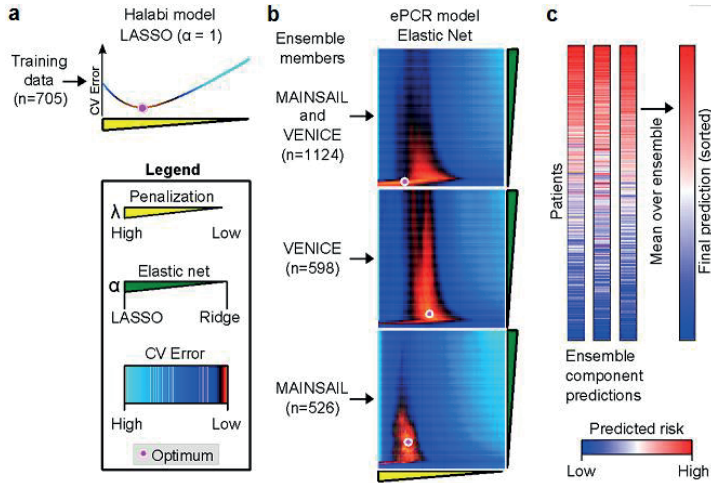 a
Halabi model
LASSO (α = 1)
Training
data
(n=705)
CV Error
Legend
Penalization
λ
High
Low
Elastic net
α
LASSO
Ridge
CV Error
High
Low
Optimum
b
ePCR model
Elastic Net
Ensemble
members
MAINSAIL
and
VENICE
(n=1124)
VENICE
(n=598)
MAINSAIL
(n=526)
c
Patients
Mean over ensemble
Final prediction (sorted)
Ensemble
component
predictions
Predicted risk
Low
High